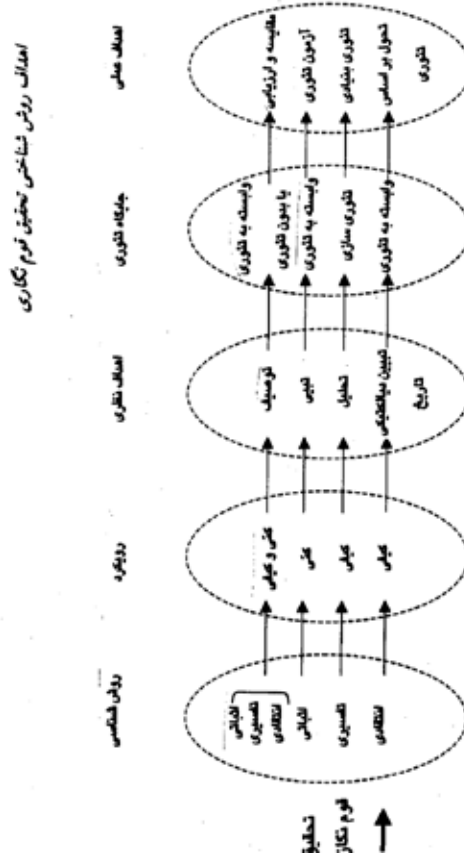 اهداف روش شناختی تحقیق قوم نگاری
روش شناسی
رویکرد
اهداف نظری
جایگاه تئوری
اهداف عملی
تحقیق
قوم نگار
اثباتی
تفسیری
انتقادی
اثباتی
تفسیری
انتقادی
کمی و کیفی
کمی
کیفی
کیفی
توصیف
تبیین
تحلیل
تبیین دیالکتیکی
تاریخ
وابسته به تئوری
یا بدون تئوری
وابسته به تئوری
تئوری سازی
وابسته به تئوری
مقایسه و ارزیابی
آزمون تئوری
تئوری بنیادی
تحول بر اساس
تئوری